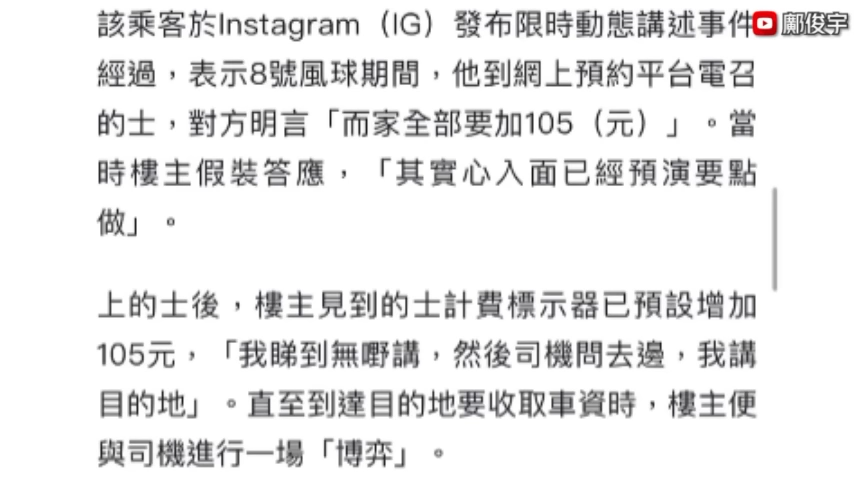 該乘客於Instagram（IG）發布限時動態講述事件
鄺俊宇
經過，表示8號風球期間，他到網上預約平台電召
的士，對方明言「而家全部要加105（元）」。當
時樓主假裝答應，「其實心入面已經預演要點
做」。
上的士後，樓主見到的士計費標示器已預設增加
105元，「我睇到無嘢講，然後司機問去邊，我講
目的地」。直至到達目的地要收取車資時，樓主便
與司機進行一場「博弈」。